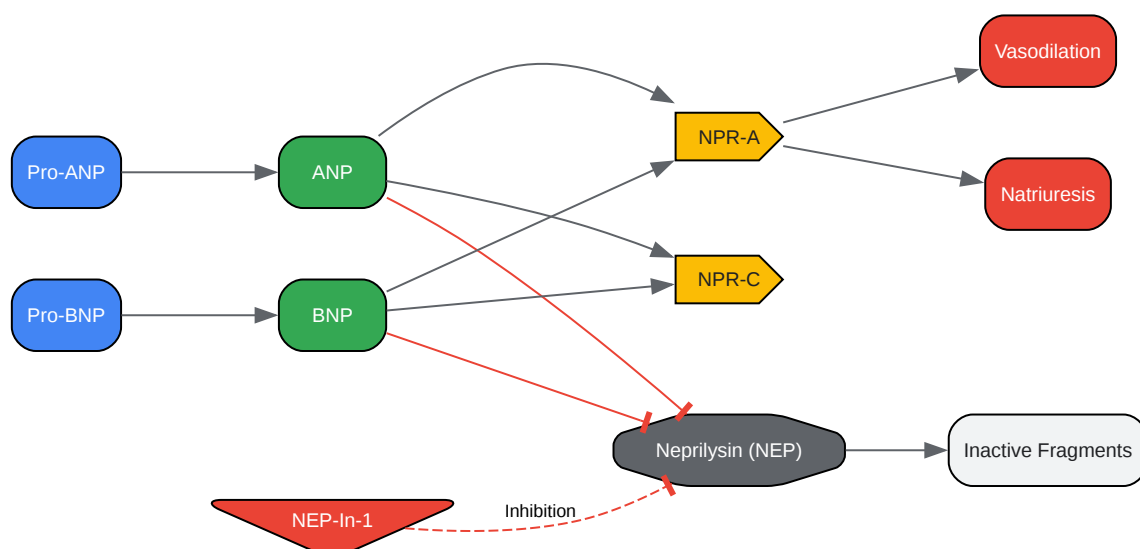 Vasodilation
Pro-ANP
ANP
NPR-A
Natriuresis
Pro-BNP
BNP
NPR-C
Neprilysin (NEP)
Inactive Fragments
NEP-In-1
Inhibition